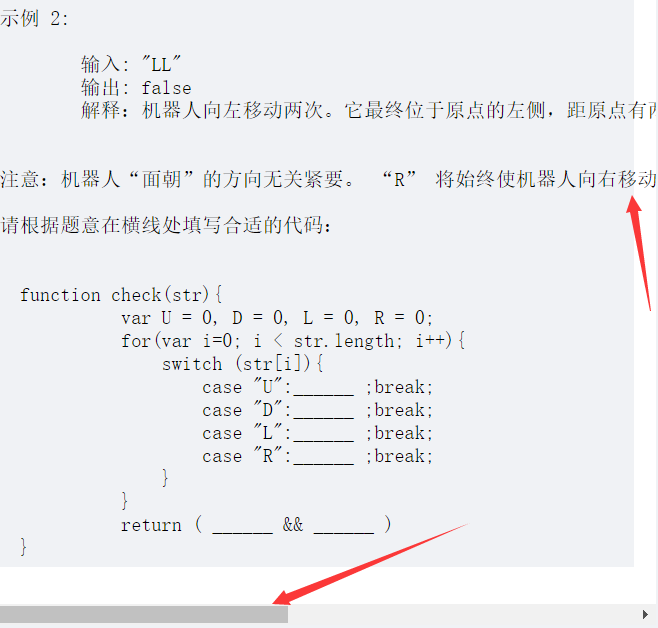 示例 2:
输入: "LL"
输出: false
解释: 机器人向左移动两次。它最终位于原点的左侧，距原点有
注意: 机器人“面朝”的方向无关紧要。 “R” 将始终使机器人向右移动
请根据题意在横线处填写合适的代码:
function check(str){
var U = 0, D = 0, L = 0, R = 0;
for(var i=0; i < str.length; i++){
switch (str[i]){
case "U":______ ;break;
case "D":______ ;break;
case "L":______ ;break;
case "R":______ ;break;
}
}
return ( ______ && ______ )
}